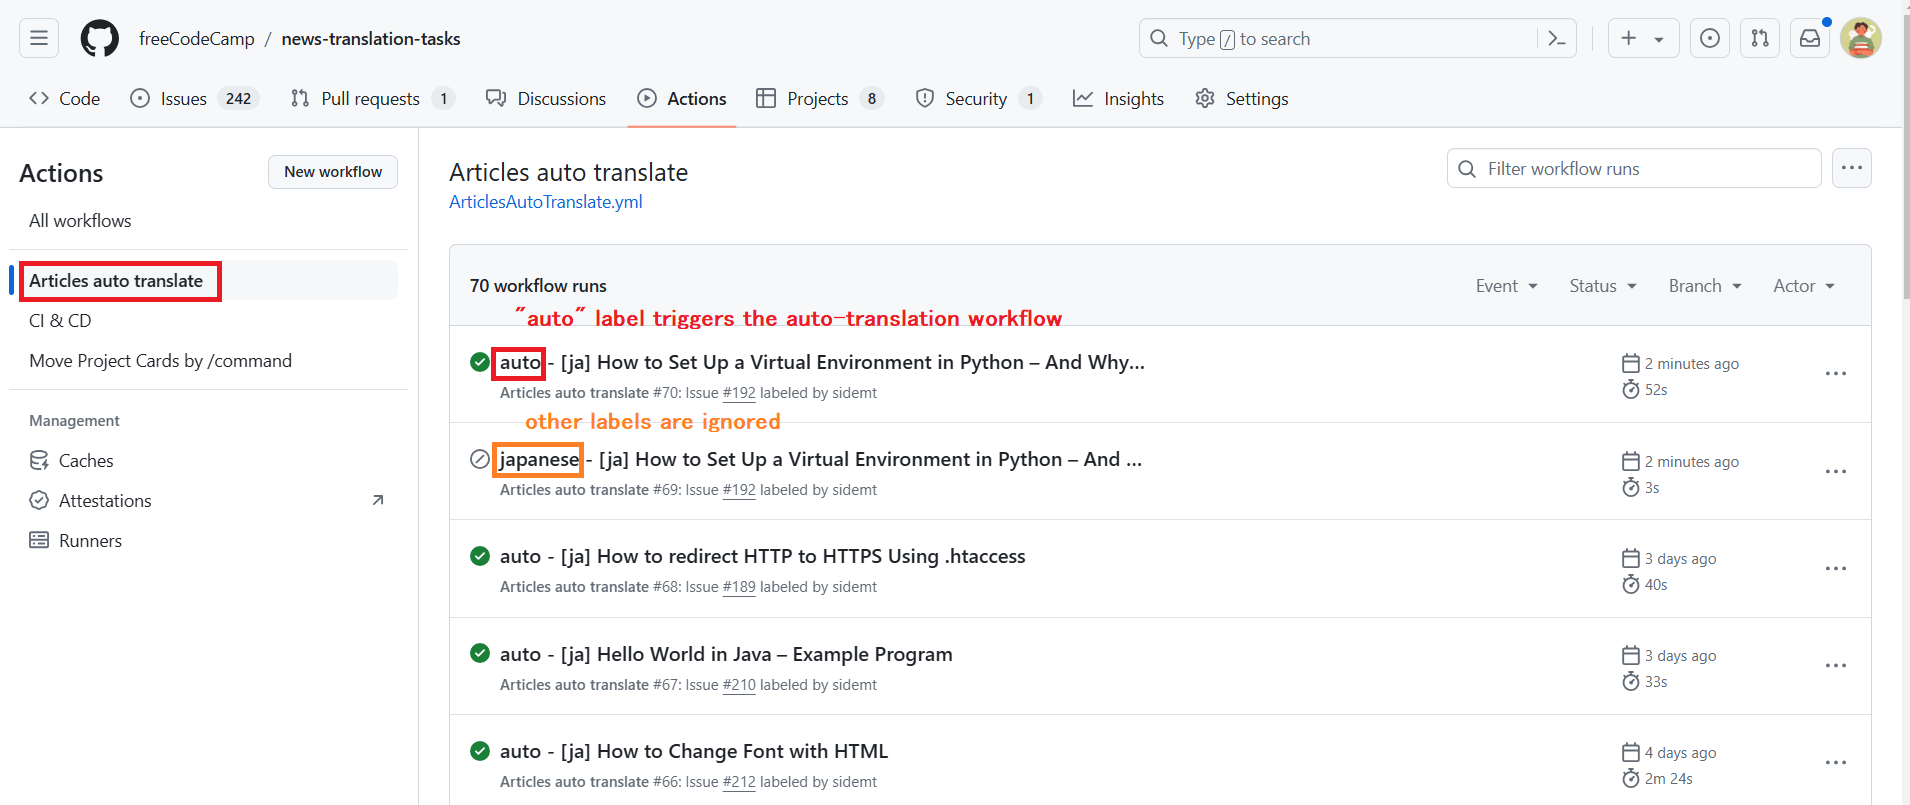 freeCodeCamp / news-translation-tasks
Type / to search
Code
Issues 242
Pull requests 1
Discussions
Actions
Projects 8
Security 1
Insights
Settings
Actions
New workflow
All workflows
Articles auto translate
CI & CD
Move Project Cards by /command
Management
Caches
Attestations
Runners
Articles auto translate
ArticlesAutoTranslate.yml
Filter workflow runs
70 workflow runs
Event
Status
Branch
Actor
"auto" label triggers the auto-translation workflow
auto - [ja] How to Set Up a Virtual Environment in Python – And Why...
Articles auto translate #70: Issue #192 labeled by sidemt
2 minutes ago
52s
other labels are ignored
japanese - [ja] How to Set Up a Virtual Environment in Python – And ...
Articles auto translate #69: Issue #192 labeled by sidemt
2 minutes ago
3s
auto - [ja] How to redirect HTTP to HTTPS Using .htaccess
Articles auto translate #68: Issue #189 labeled by sidemt
3 days ago
40s
auto - [ja] Hello World in Java – Example Program
Articles auto translate #67: Issue #210 labeled by sidemt
3 days ago
33s
auto - [ja] How to Change Font with HTML
Articles auto translate #66: Issue #212 labeled by sidemt
4 days ago
2m 24s